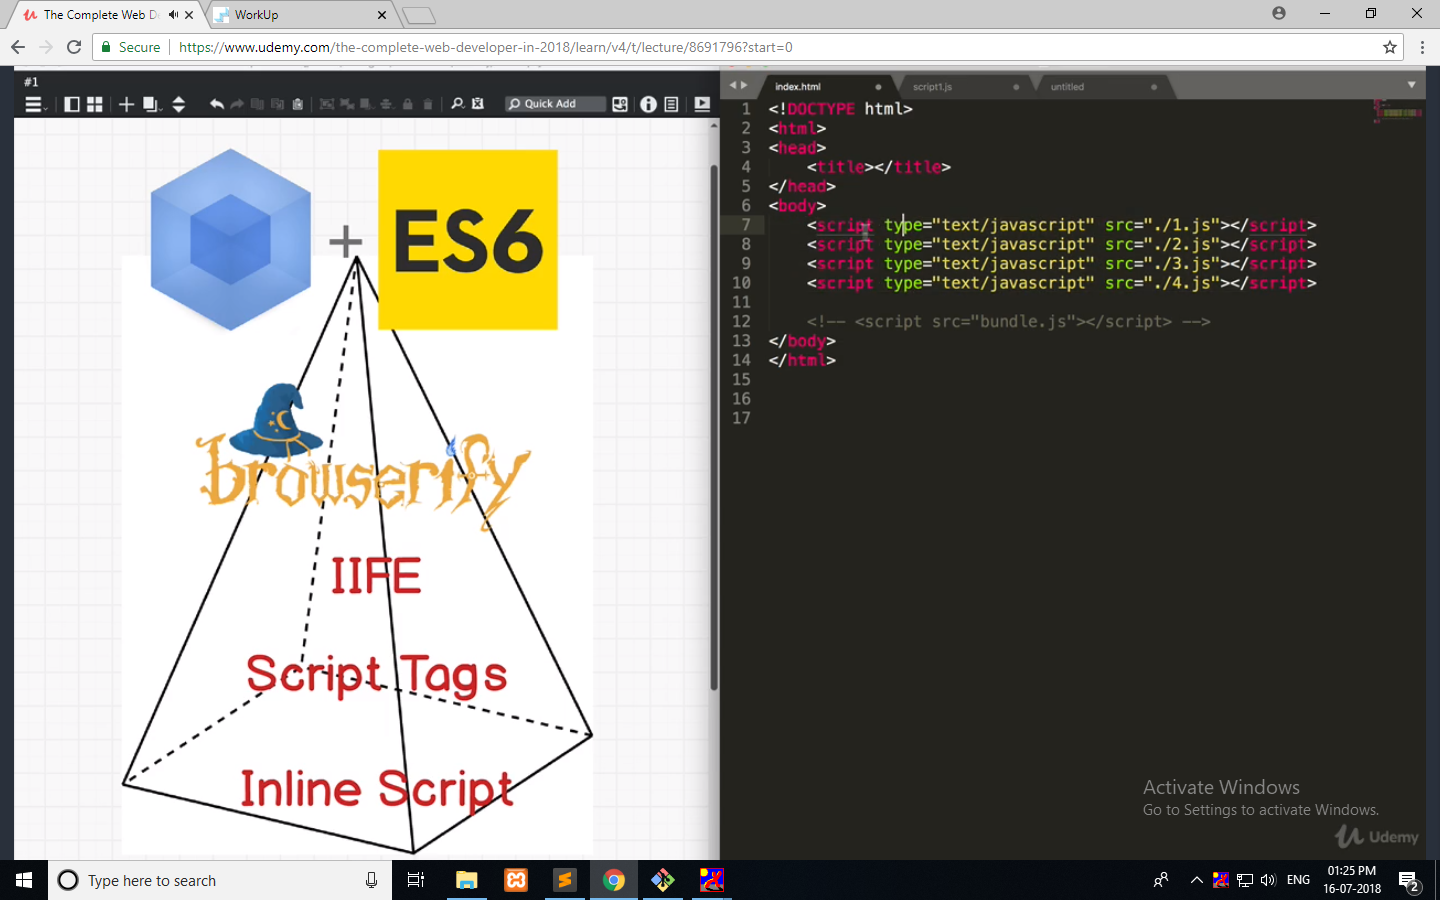 The Complete Web De
WorkUp
Secure
https://www.udemy.com/the-complete-web-developer-in-2018/learn/v4/t/lecture/8691796?start=0
#1
Quick Add
ES6
browserify
IIFE
Script Tags
Inline Script
index.html
script1.js
untitled
1 <!DOCTYPE html>
2 <html>
3 <head>
4 <title></title>
5 </head>
6 <body>
7 <script type="text/javascript" src="./1.js"></script>
8 <script type="text/javascript" src="./2.js"></script>
9 <script type="text/javascript" src="./3.js"></script>
10 <script type="text/javascript" src="./4.js"></script>
11
12 <!-- <script src="bundle.js"></script> -->
13 </body>
14 </html>
15
16
17
Activate Windows
Go to Settings to activate Windows.
Udemy
Type here to search
ENG
01:25 PM
16-07-2018
2